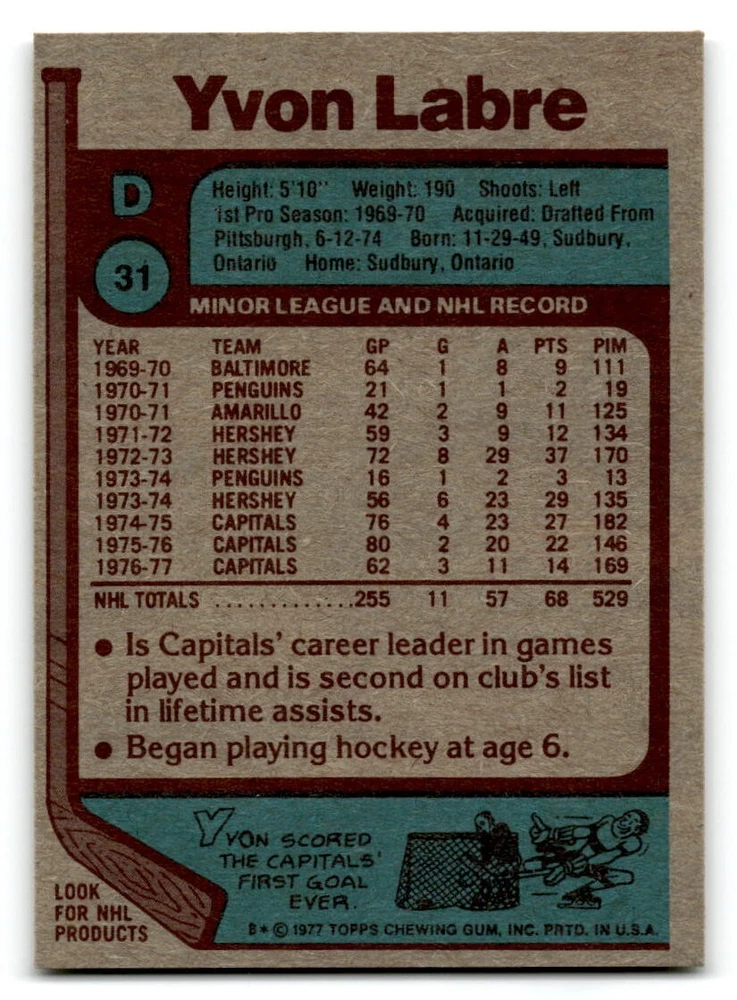 Yvon Labre
D
31
Height: 5'10" Weight: 190 Shoots: Left
1st Pro Season: 1969-70 Acquired: Drafted From
Pittsburgh, 6-12-74 Born: 11-29-49, Sudbury,
Ontario Home: Sudbury, Ontario
MINOR LEAGUE AND NHL RECORD
YEAR TEAM GP G A PTS PIM
1969-70 BALTIMORE 64 1 8 9 111
1970-71 PENGUINS 21 1 1 2 19
1970-71 AMARILLO 42 2 9 11 125
1971-72 HERSHEY 59 3 9 12 134
1972-73 HERSHEY 72 8 29 37 170
1973-74 PENGUINS 16 1 2 3 13
1973-74 HERSHEY 56 6 23 29 135
1974-75 CAPITALS 76 4 23 27 182
1975-76 CAPITALS 80 2 20 22 146
1976-77 CAPITALS 62 3 11 14 169
NHL TOTALS .............255 11 57 68 529
• Is Capitals' career leader in games
played and is second on club's list
in lifetime assists.
• Began playing hockey at age 6.
YVON SCORED
THE CAPITALS'
FIRST GOAL
EVER.
LOOK
FOR NHL
PRODUCTS
B* © 1977 TOPPS CHEWING GUM, INC. PRTD. IN U.S.A.